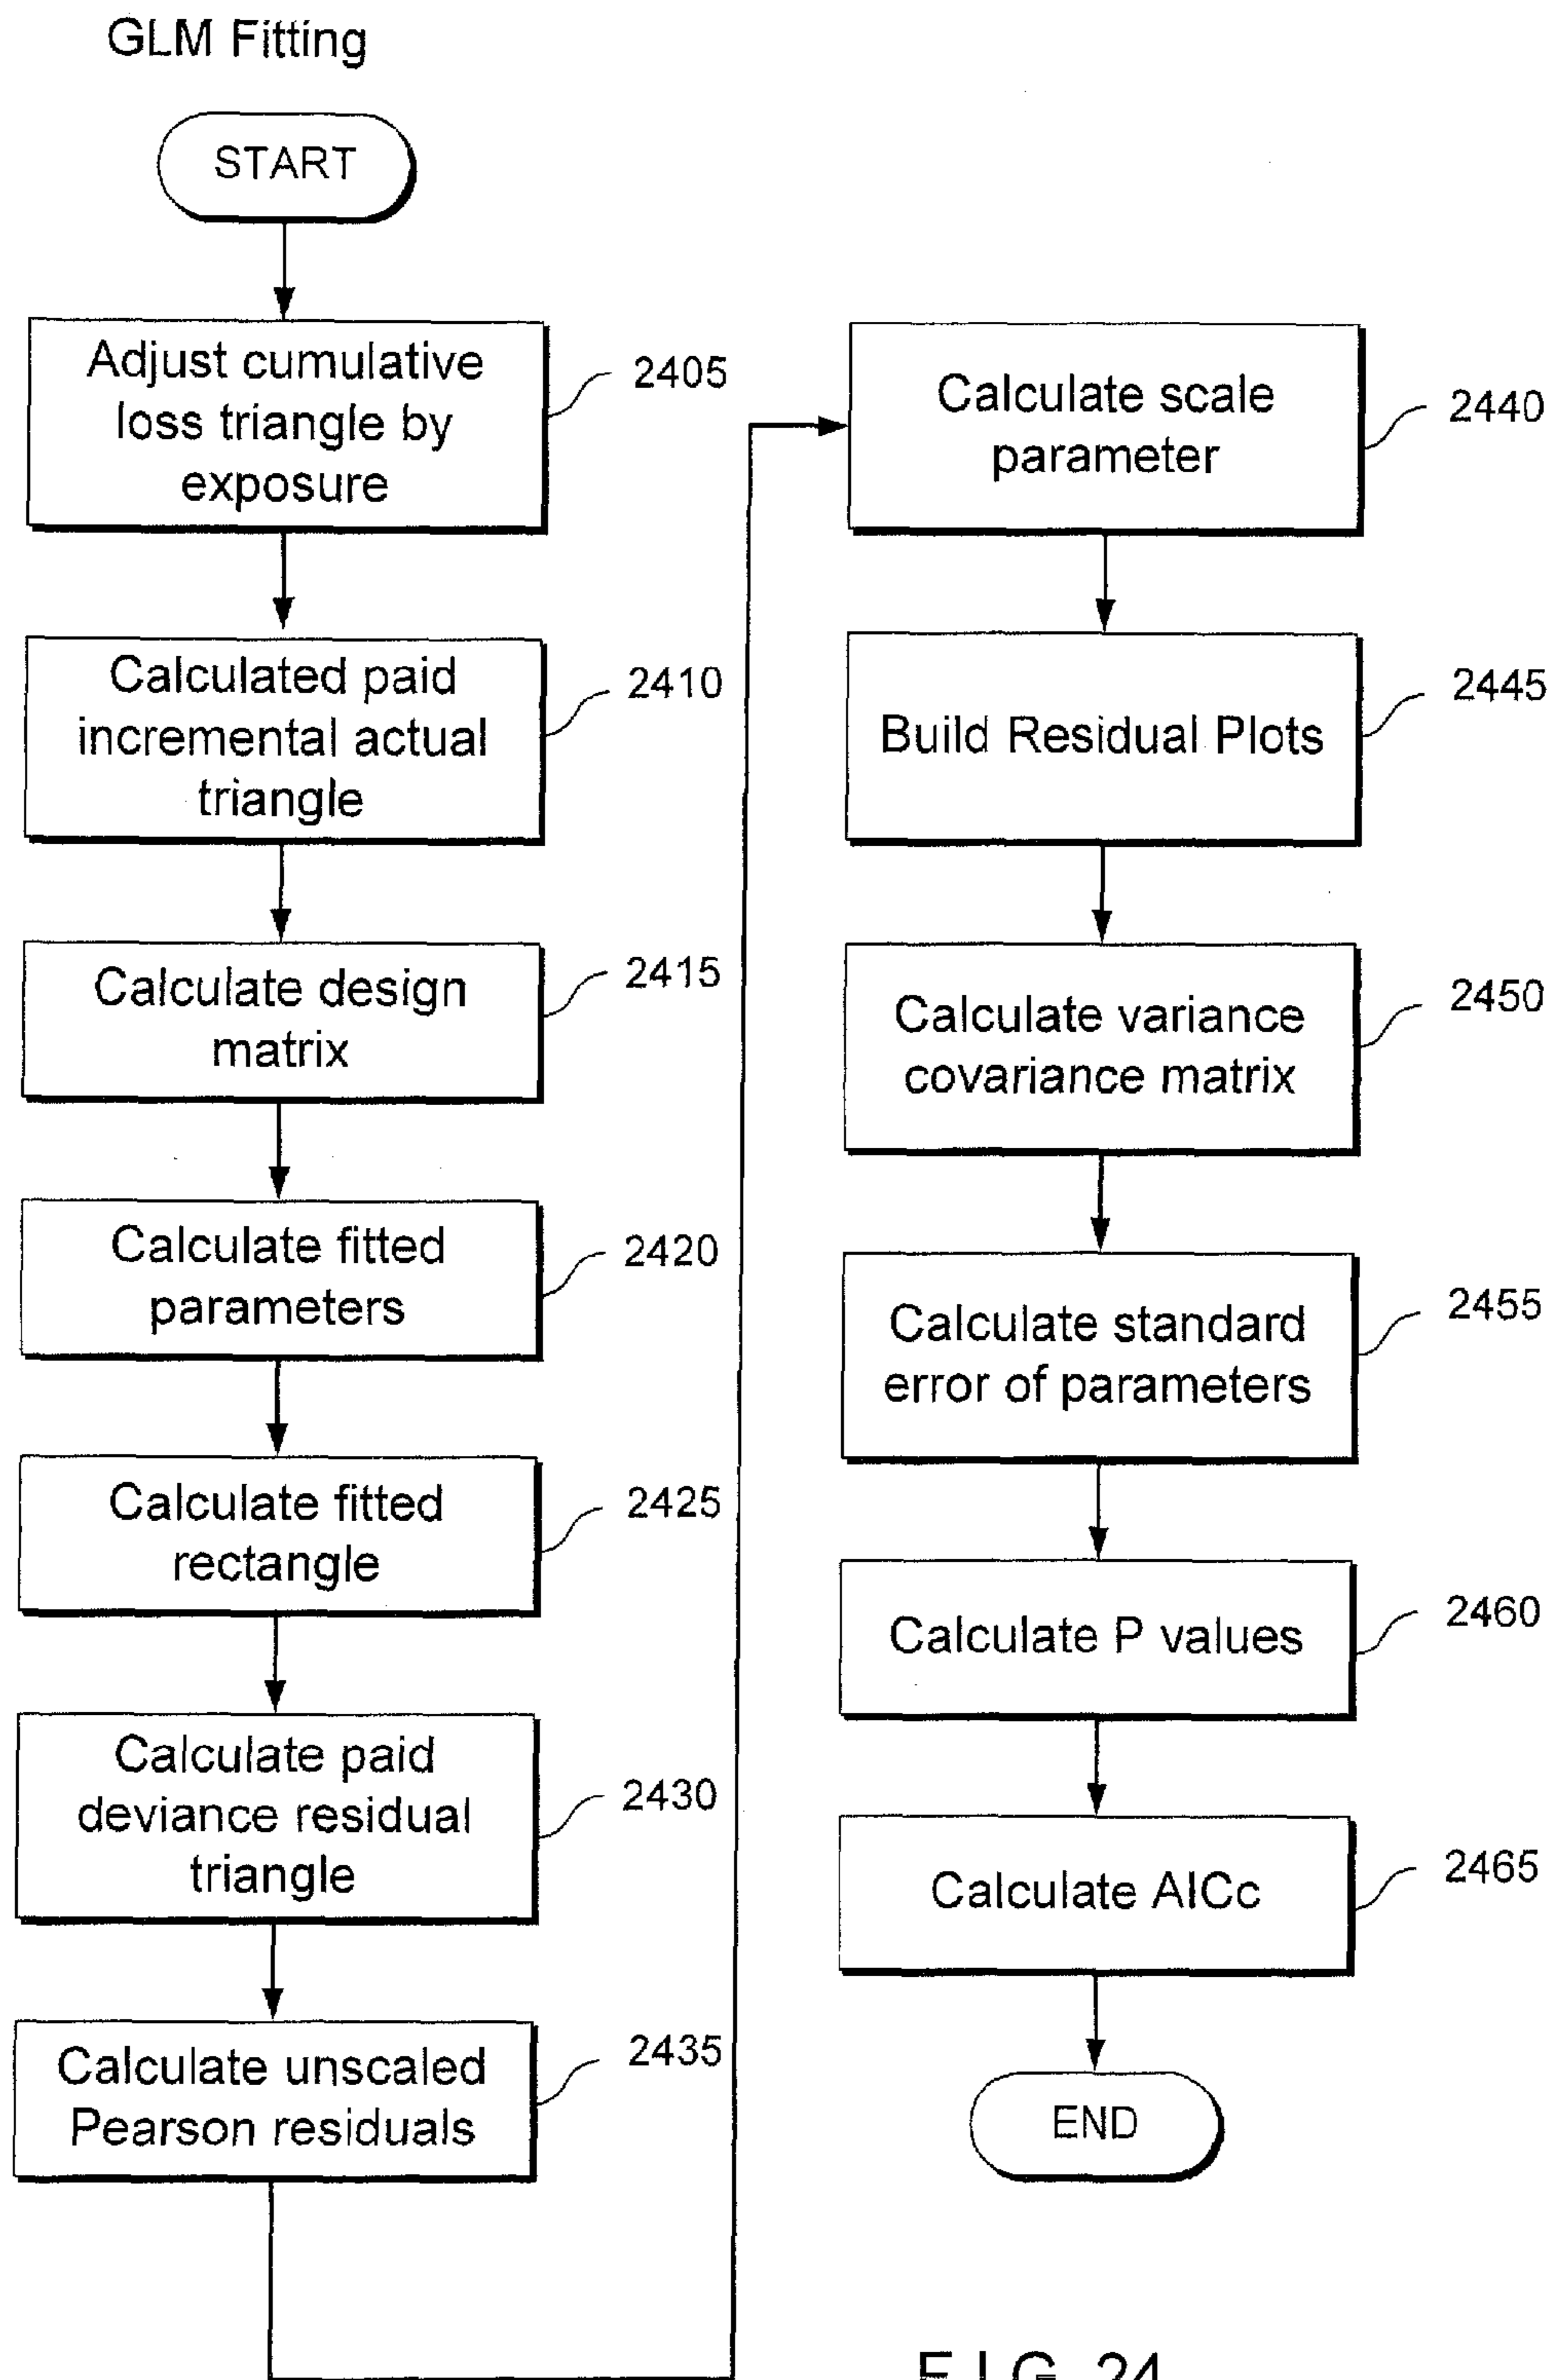 GLM Fitting
START
Adjust cumulative
loss triangle by
exposure
2405
Calculated paid
incremental actual
triangle
2410
Calculate design
matrix
2415
Calculate fitted
parameters
2420
Calculate fitted
rectangle
2425
Calculate paid
deviance residual
triangle
2430
Calculate unscaled
Pearson residuals
2435
Calculate scale
parameter
2440
Build Residual Plots
2445
Calculate variance
covariance matrix
2450
Calculate standard
error of parameters
2455
Calculate P values
2460
Calculate AICc
2465
END
FIG. 24